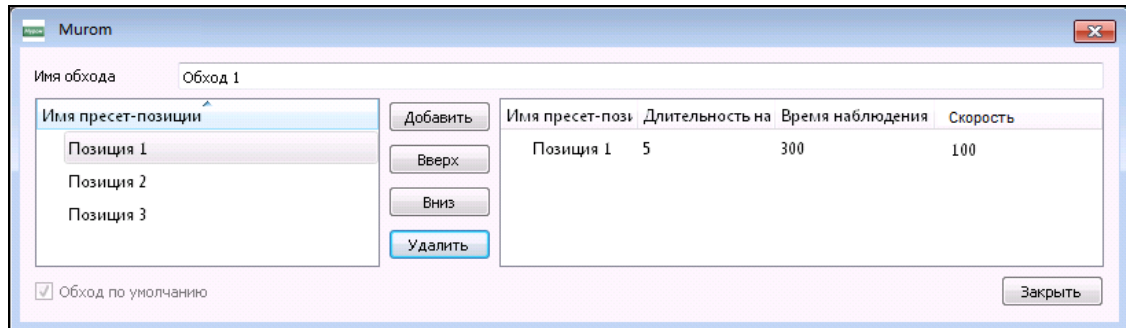 Murom
Имя обхода Обход 1
Имя пресет-позиции
Позиция 1
Позиция 2
Позиция 3
Добавить
Вверх
Вниз
Удалить
Имя пресет-пози Длительность на Время наблюдения Скорость
Позиция 1 5 300 100
Обход по умолчанию
Закрыть